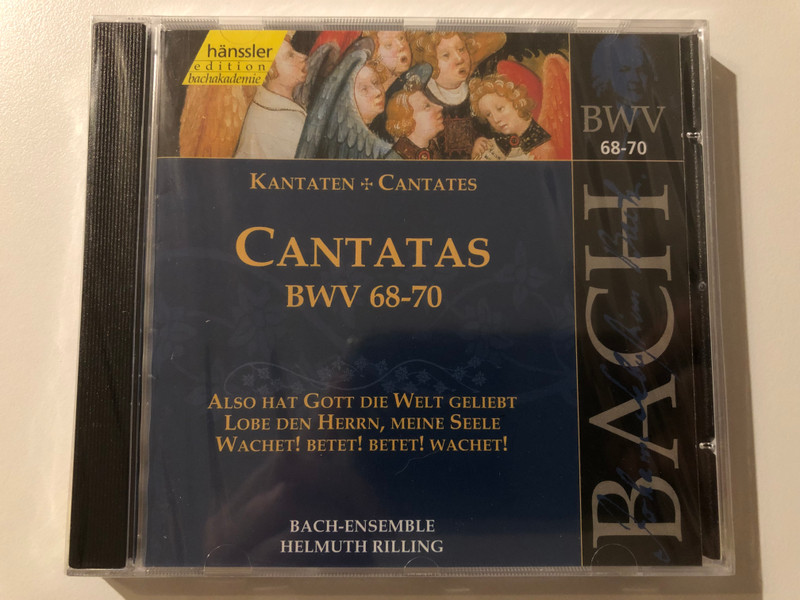 hänssler
edition
bachakademie
BWV
68-70
KANTATEN ✢ CANTATES
CANTATAS
BWV 68-70
ALSO HAT GOTT DIE WELT GELIEBT
LOBE DEN HERRN, MEINE SEELE
WACHET! BETET! BETET! WACHET!
BACH-ENSEMBLE
HELMUTH RILLING
BACH